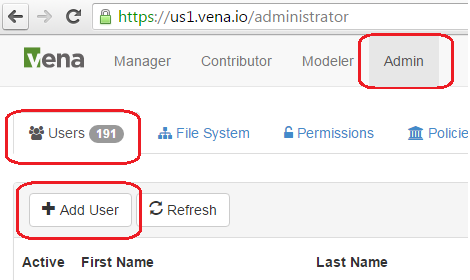 https://us1.vena.io/administrator
vena Manager Contributor Modeler Admin
Users 191 File System Permissions Policie
Add User Refresh
Active First Name Last Name